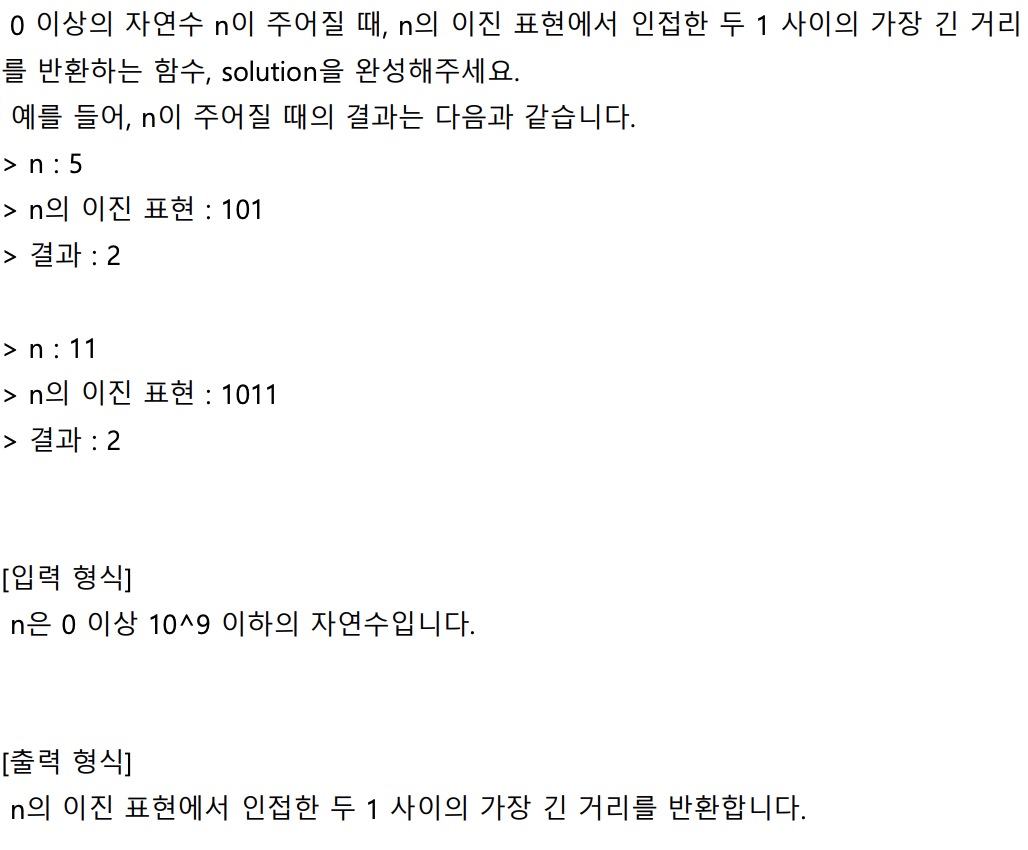 0 이상의 자연수 n이 주어질 때, n의 이진 표현에서 인접한 두 1 사이의 가장 긴 거리
를 반환하는 함수, solution을 완성해주세요.
예를 들어, n이 주어질 때의 결과는 다음과 같습니다.
> n : 5
> n의 이진 표현 : 101
> 결과 : 2
> n : 11
> n의 이진 표현 : 1011
> 결과 : 2
[입력 형식]
n은 0 이상 10^9 이하의 자연수입니다.
[출력 형식]
n의 이진 표현에서 인접한 두 1 사이의 가장 긴 거리를 반환합니다.